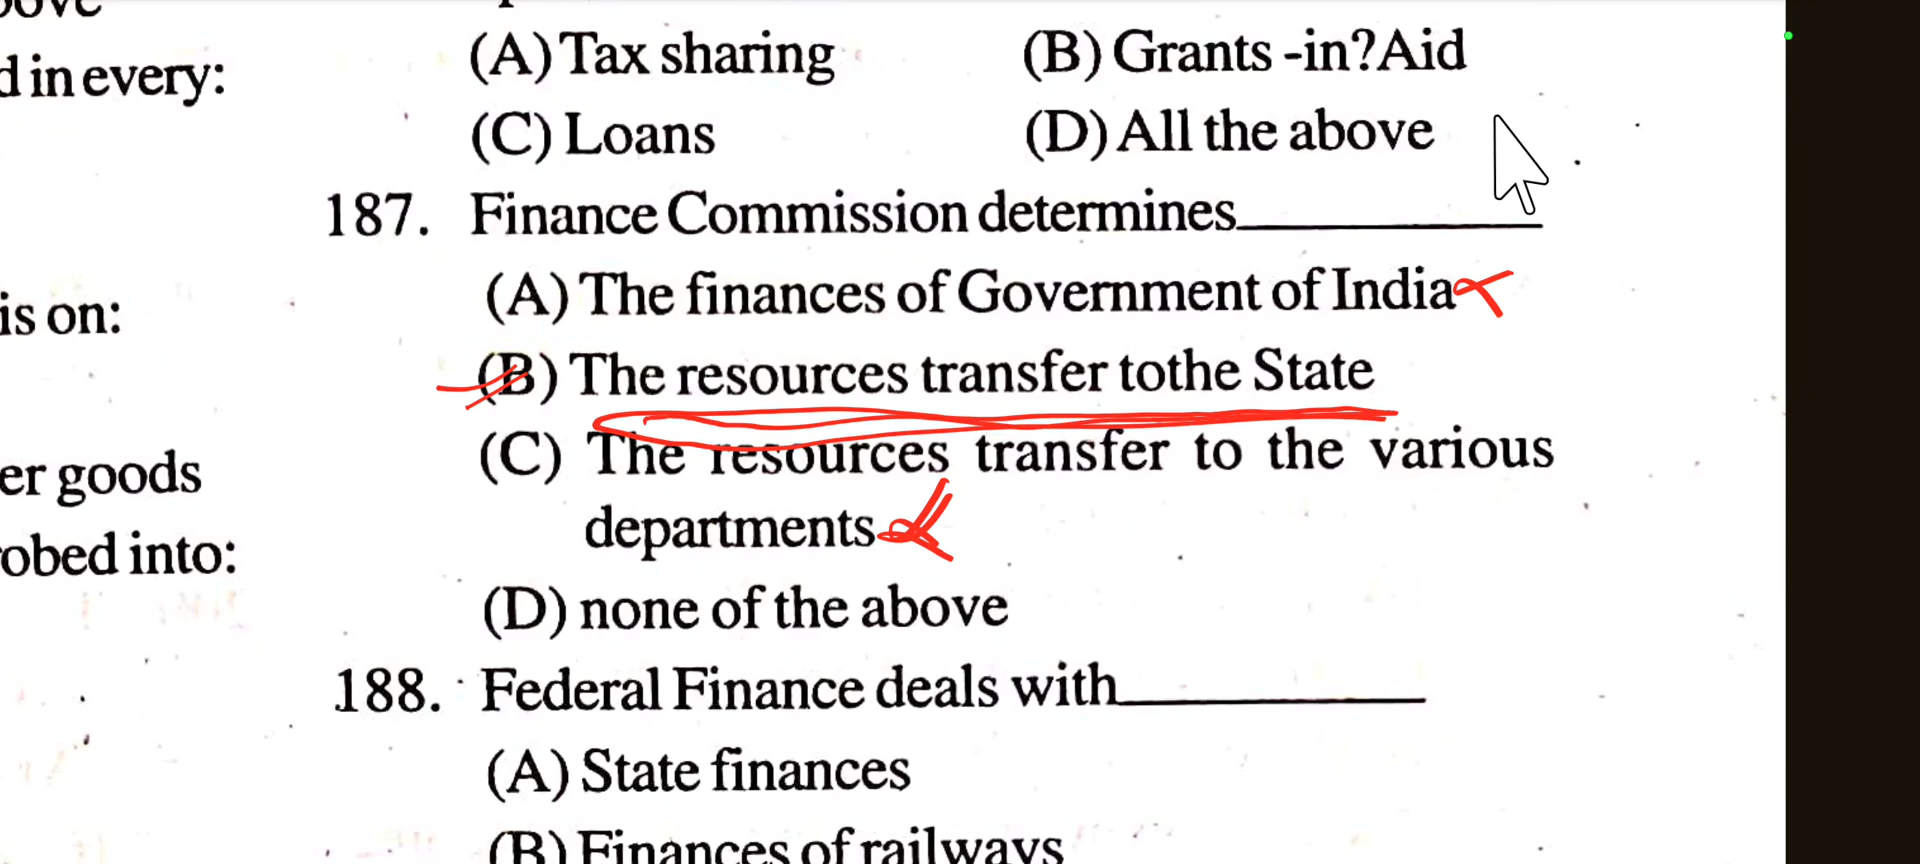 d in every:
is on:
er goods
obed into:
(A) Tax sharing (B) Grants -in?Aid
(C) Loans (D) All the above
187. Finance Commission determines
(A) The finances of Government of India
(B) The resources transfer tothe State
(C) The resources transfer to the various
departments
(D) none of the above
188. Federal Finance deals with
(A) State finances
(B) Finances of railways